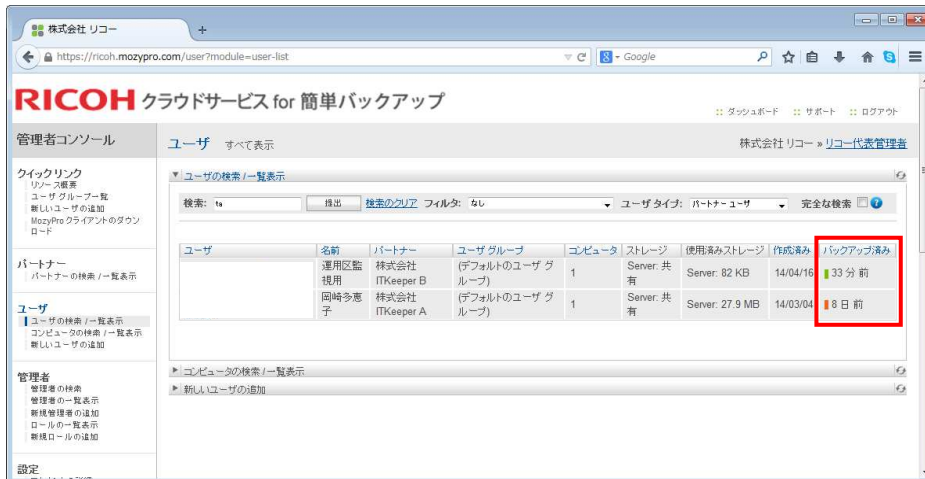 株式会社 リコー
+
https://ricoh.mozypro.com/user?module=user-list
Google
RICOH クラウドサービス for 簡単バックアップ
ダッシュボード
サポート
ログアウト
管理者コンソール
ユーザ すべて表示
株式会社 リコー » リコー代表管理者
クイックリンク
リソース概要
ユーザ グループ一覧
新しいユーザの追加
MozyPro クライアントのダウン
ロード
パートナー
パートナーの検索 / 一覧表示
ユーザ
ユーザの検索 / 一覧表示
コンピュータの検索 / 一覧表示
新しいユーザの追加
管理者
管理者の検索
管理者の一覧表示
新規管理者の追加
ロールの一覧表示
新規ロールの追加
設定
ユーザの検索 / 一覧表示
検索: ta 提出 検索のクリア フィルタ: なし ユーザ タイプ: パートナー ユーザ 完全な検索 ?
ユーザ 名前 パートナー ユーザ グループ コンピュータ ストレージ 使用済みストレージ 作成済み バックアップ済み
運用区監視用 株式会社 ITKeeper B (デフォルトのユーザ グループ) 1 Server: 共有 Server: 82 KB 14/04/16 33 分 前
岡崎多恵子 株式会社 ITKeeper A (デフォルトのユーザ グループ) 1 Server: 共有 Server: 27.9 MB 14/03/04 8 日 前
コンピュータの検索 / 一覧表示
新しいユーザの追加